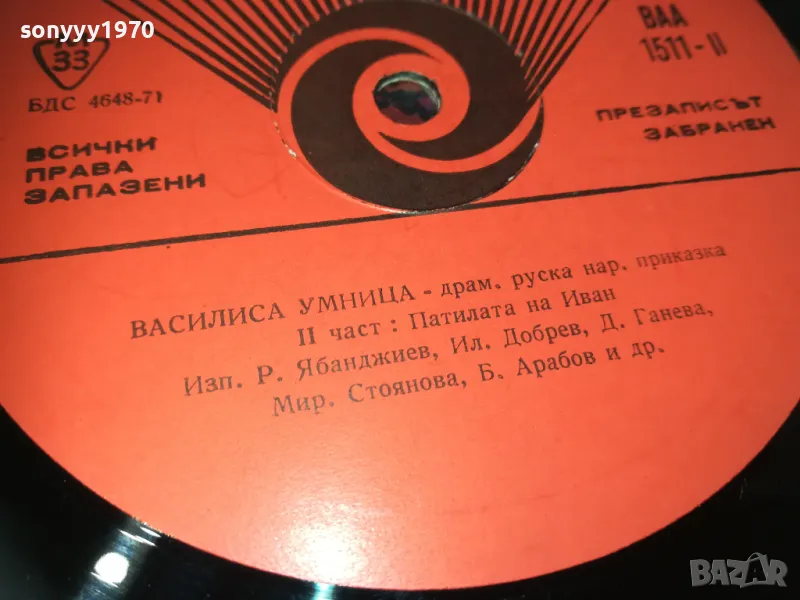 sonyyy1970
33
БДС 4648-71
ВСИЧКИ
ПРАВА
ЗАПАЗЕНИ
ВАА
1511-II
ПРЕЗАПИСЪТ
ЗАБРАНЕН
ВАСИЛИСА УМНИЦА - драм. руска нар. приказка
II част : Патилата на Иван
Изп. Р. Ябанджиев, Ил. Добрев, Д. Ганева,
Мир. Стоянова, Б. Арабов и др.
BAZAR